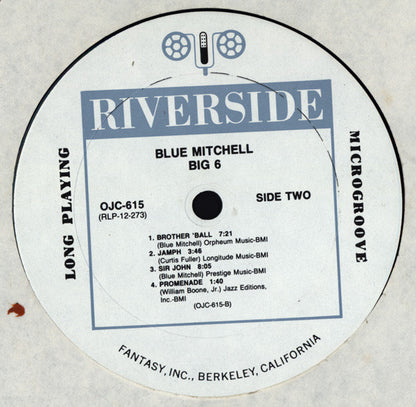 RIVERSIDE
BLUE MITCHELL
BIG 6
LONG PLAYING
MICROGROOVE
OJC-615
(RLP-12-273)
SIDE TWO
1. BROTHER 'BALL 7:21
(Blue Mitchell) Orpheum Music-BMI
2. JAMPH 3:46
(Curtis Fuller) Longitude Music-BMI
3. SIR JOHN 8:05
(Blue Mitchell) Prestige Music-BMI
4. PROMENADE 1:40
(William Boone, Jr.) Jazz Editions,
Inc.-BMI
(OJC-615-B)
FANTASY, INC., BERKELEY, CALIFORNIA